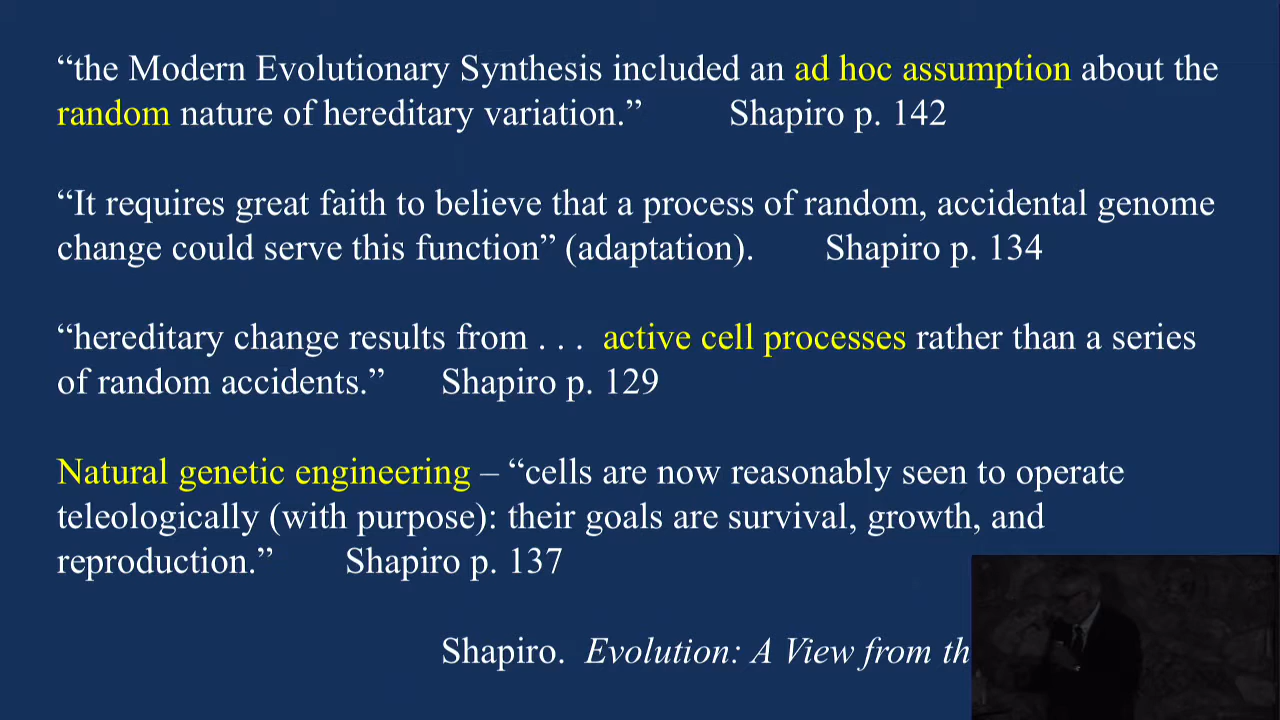 “the Modern Evolutionary Synthesis included an ad hoc assumption about the
random nature of hereditary variation.” Shapiro p. 142
“It requires great faith to believe that a process of random, accidental genome
change could serve this function” (adaptation). Shapiro p. 134
“hereditary change results from . . . active cell processes rather than a series
of random accidents.” Shapiro p. 129
Natural genetic engineering – “cells are now reasonably seen to operate
teleologically (with purpose): their goals are survival, growth, and
reproduction.” Shapiro p. 137
Shapiro. Evolution: A View from th